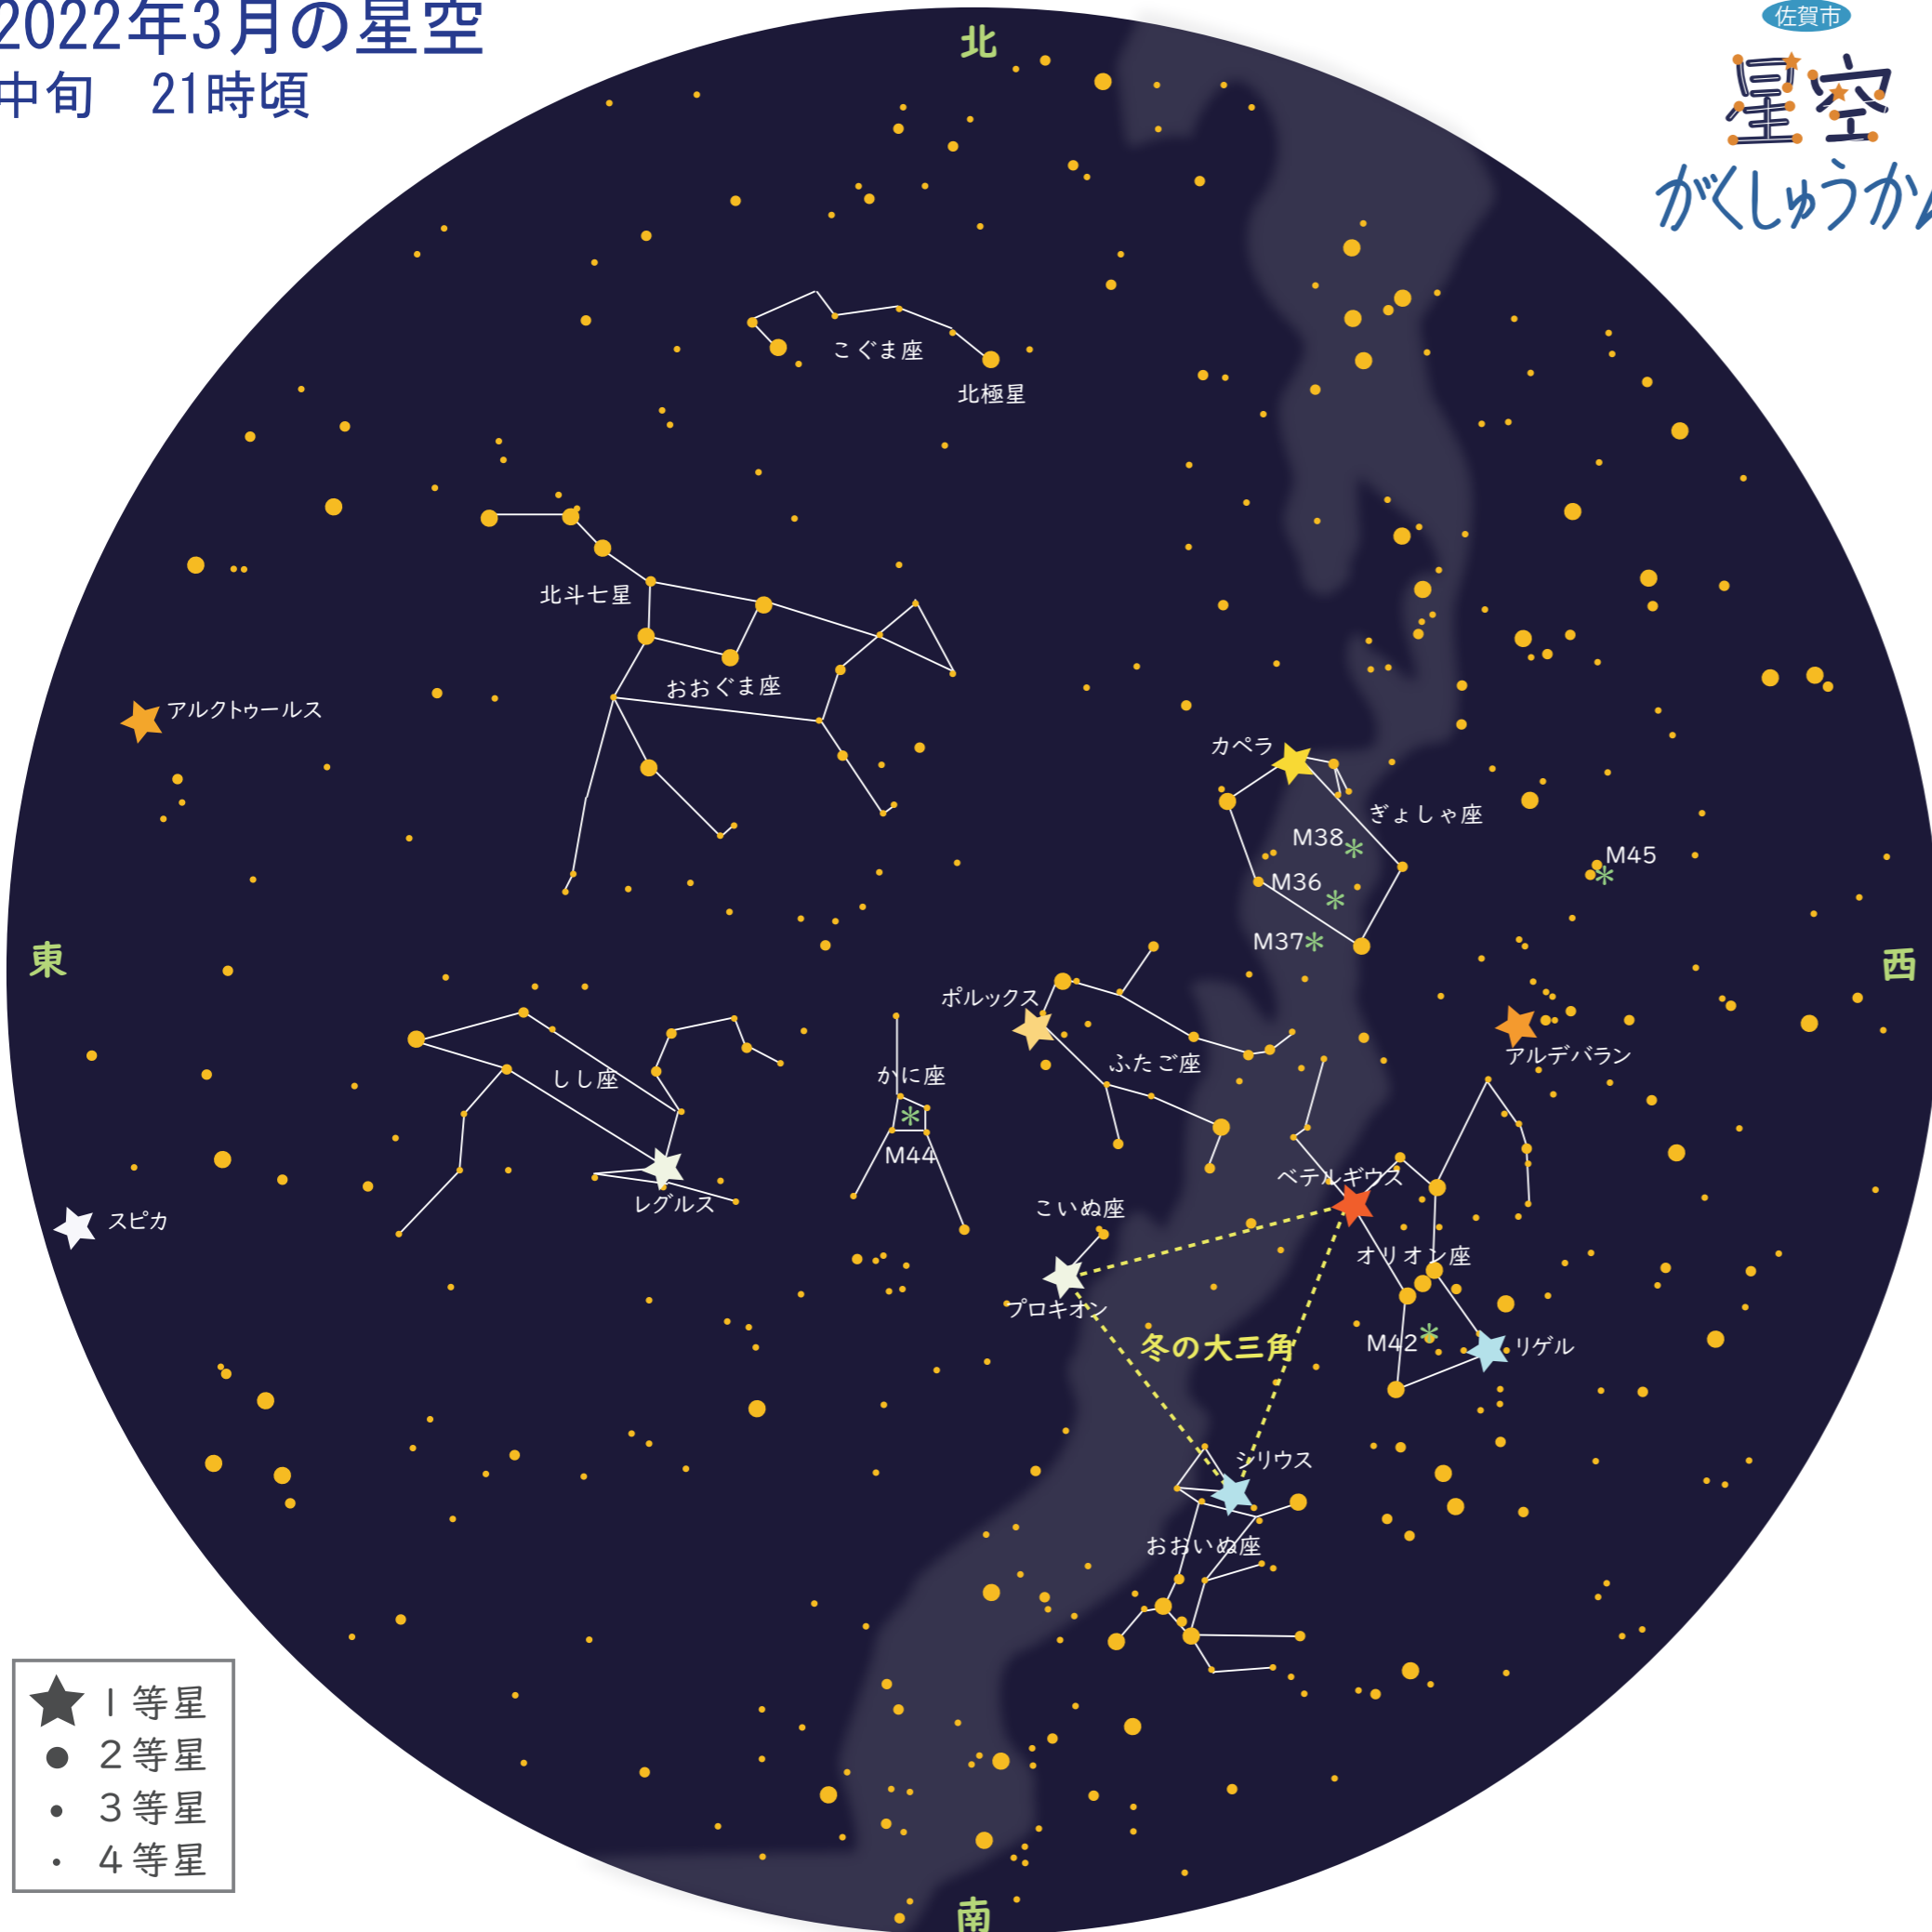 2022年3月の星空
中旬　21時頃
佐賀市
星空
がくしゅうかん
北
こぐま座
北極星
北斗七星
おおぐま座
アルクトゥールス
カペラ
ぎょしゃ座
M38
M45
M36
M37
東
西
ポルックス
ふたご座
アルデバラン
しし座
かに座
M44
レグルス
ベテルギウス
こいぬ座
スピカ
オリオン座
プロキオン
M42
リゲル
冬の大三角
シリウス
おおいぬ座
1等星
2等星
3等星
4等星
南